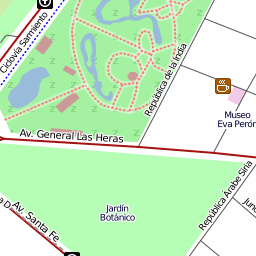 Ciclovía Sarmiento
República de la India
Museo
Eva Perón
Av. General Las Heras
República Árabe Siria
Jardín
Botánico
Av. Santa Fe